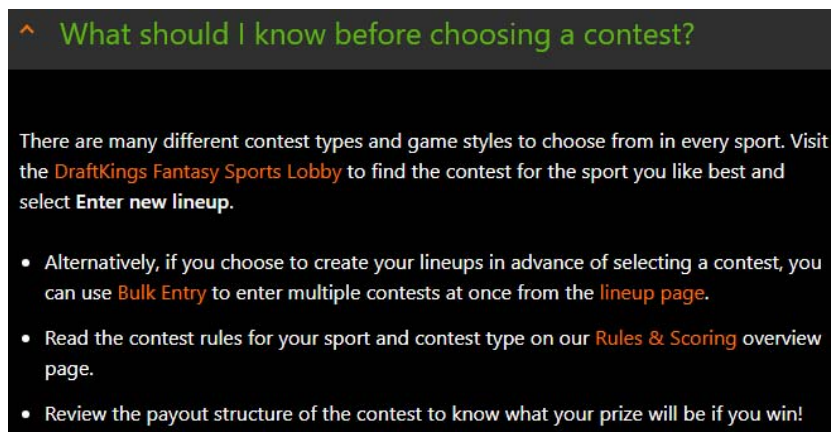 What should I know before choosing a contest?
There are many different contest types and game styles to choose from in every sport. Visit
the DraftKings Fantasy Sports Lobby to find the contest for the sport you like best and
select Enter new lineup.
• Alternatively, if you choose to create your lineups in advance of selecting a contest, you
can use Bulk Entry to enter multiple contests at once from the lineup page.
• Read the contest rules for your sport and contest type on our Rules & Scoring overview
page.
• Review the payout structure of the contest to know what your prize will be if you win!